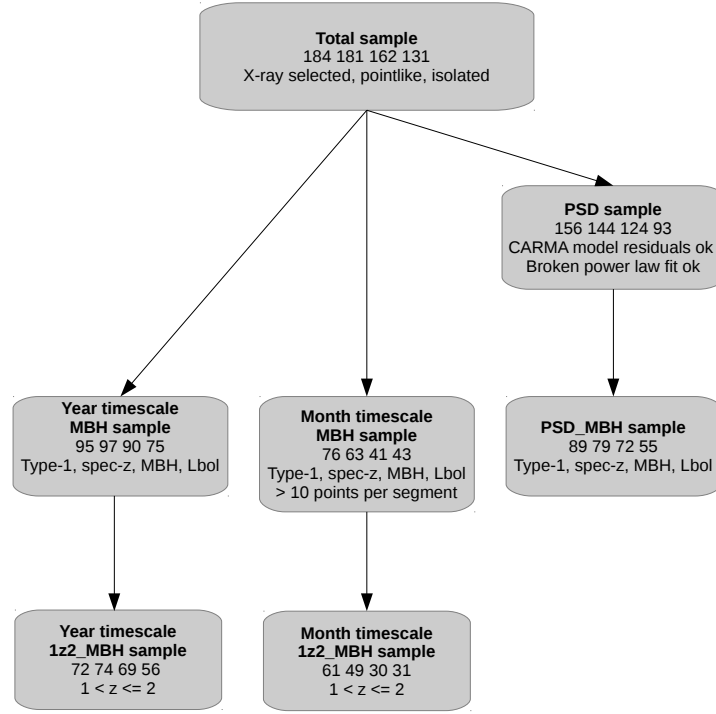 Total sample
184 181 162 131
X-ray selected, pointlike, isolated
PSD sample
156 144 124 93
CARMA model residuals ok
Broken power law fit ok
Year timescale
MBH sample
95 97 90 75
Type-1, spec-z, MBH, Lbol
Month timescale
MBH sample
76 63 41 43
Type-1, spec-z, MBH, Lbol
> 10 points per segment
PSD_MBH sample
89 79 72 55
Type-1, spec-z, MBH, Lbol
Year timescale
1z2_MBH sample
72 74 69 56
1 < z <= 2
Month timescale
1z2_MBH sample
61 49 30 31
1 < z <= 2